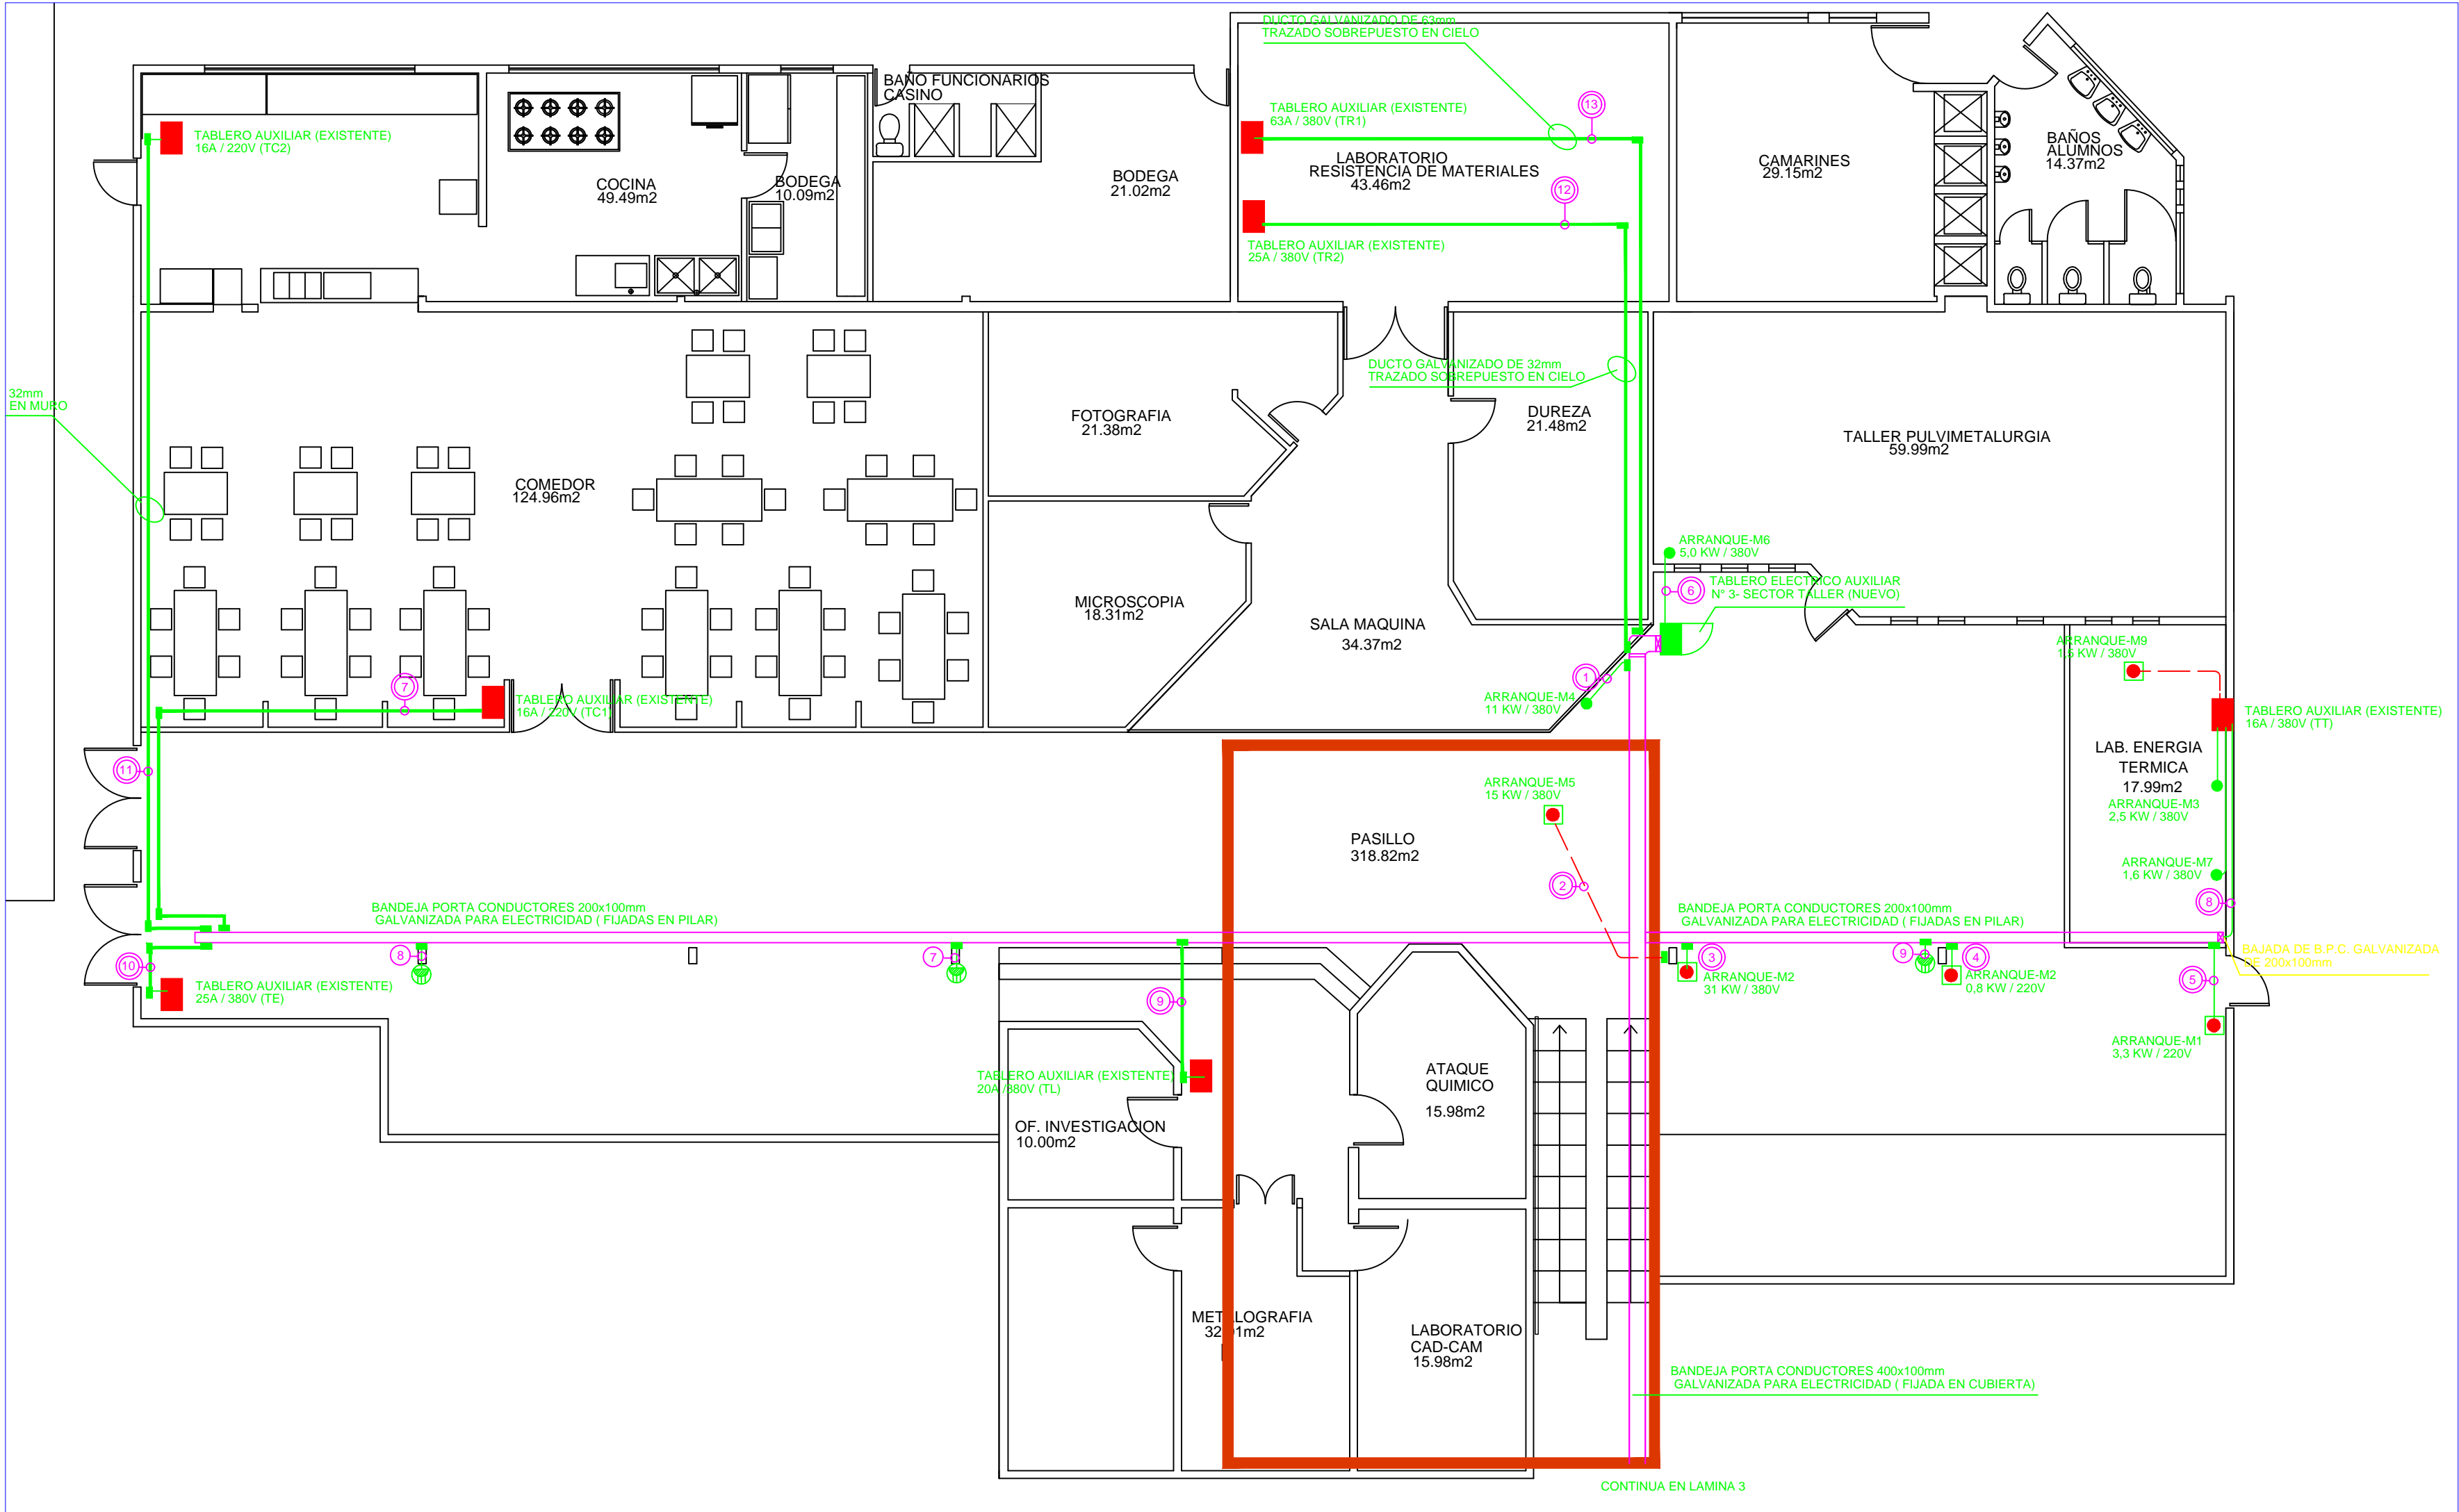 DUCTO GALVANIZADO DE 63mm
TRAZADO SOBREPUESTO EN CIELO
BAÑO FUNCIONARIOS
CASINO
TABLERO AUXILIAR (EXISTENTE)
16A / 220V (TC2)
TABLERO AUXILIAR (EXISTENTE)
63A / 380V (TR1)
13
LABORATORIO
RESISTENCIA DE MATERIALES
43.46m2
CAMARINES
29.15m2
BAÑOS
ALUMNOS
14.37m2
COCINA
49.49m2
BODEGA
10.09m2
BODEGA
21.02m2
12
TABLERO AUXILIAR (EXISTENTE)
25A / 380V (TR2)
32mm
EN MURO
DUCTO GALVANIZADO DE 32mm
TRAZADO SOBREPUESTO EN CIELO
FOTOGRAFIA
21.38m2
DUREZA
21.48m2
TALLER PULVIMETALURGIA
59.99m2
COMEDOR
124.96m2
ARRANQUE-M6
5,0 KW / 380V
6
TABLERO ELECTRICO AUXILIAR
N° 3- SECTOR TALLER (NUEVO)
MICROSCOPIA
18.31m2
SALA MAQUINA
34.37m2
ARRANQUE-M9
1,5 KW / 380V
7
TABLERO AUXILIAR (EXISTENTE)
16A / 220V (TC1)
1
ARRANQUE-M4
11 KW / 380V
TABLERO AUXILIAR (EXISTENTE)
16A / 380V (TT)
LAB. ENERGIA
TERMICA
17.99m2
11
ARRANQUE-M5
15 KW / 380V
ARRANQUE-M3
2,5 KW / 380V
PASILLO
318.82m2
ARRANQUE-M7
1,6 KW / 380V
2
8
BANDEJA PORTA CONDUCTORES 200x100mm
GALVANIZADA PARA ELECTRICIDAD ( FIJADAS EN PILAR)
BANDEJA PORTA CONDUCTORES 200x100mm
GALVANIZADA PARA ELECTRICIDAD ( FIJADAS EN PILAR)
10
8
7
3
9
4
BAJADA DE B.P.C. GALVANIZADA
DE 200x100mm
TABLERO AUXILIAR (EXISTENTE)
25A / 380V (TE)
9
ARRANQUE-M2
31 KW / 380V
ARRANQUE-M2
0,8 KW / 220V
5
ARRANQUE-M1
3,3 KW / 220V
TABLERO AUXILIAR (EXISTENTE)
20A /380V (TL)
ATAQUE
QUIMICO
15.98m2
OF. INVESTIGACION
10.00m2
METALOGRAFIA
LABORATORIO
CAD-CAM
15.98m2
BANDEJA PORTA CONDUCTORES 400x100mm
GALVANIZADA PARA ELECTRICIDAD ( FIJADA EN CUBIERTA)
CONTINUA EN LAMINA 3